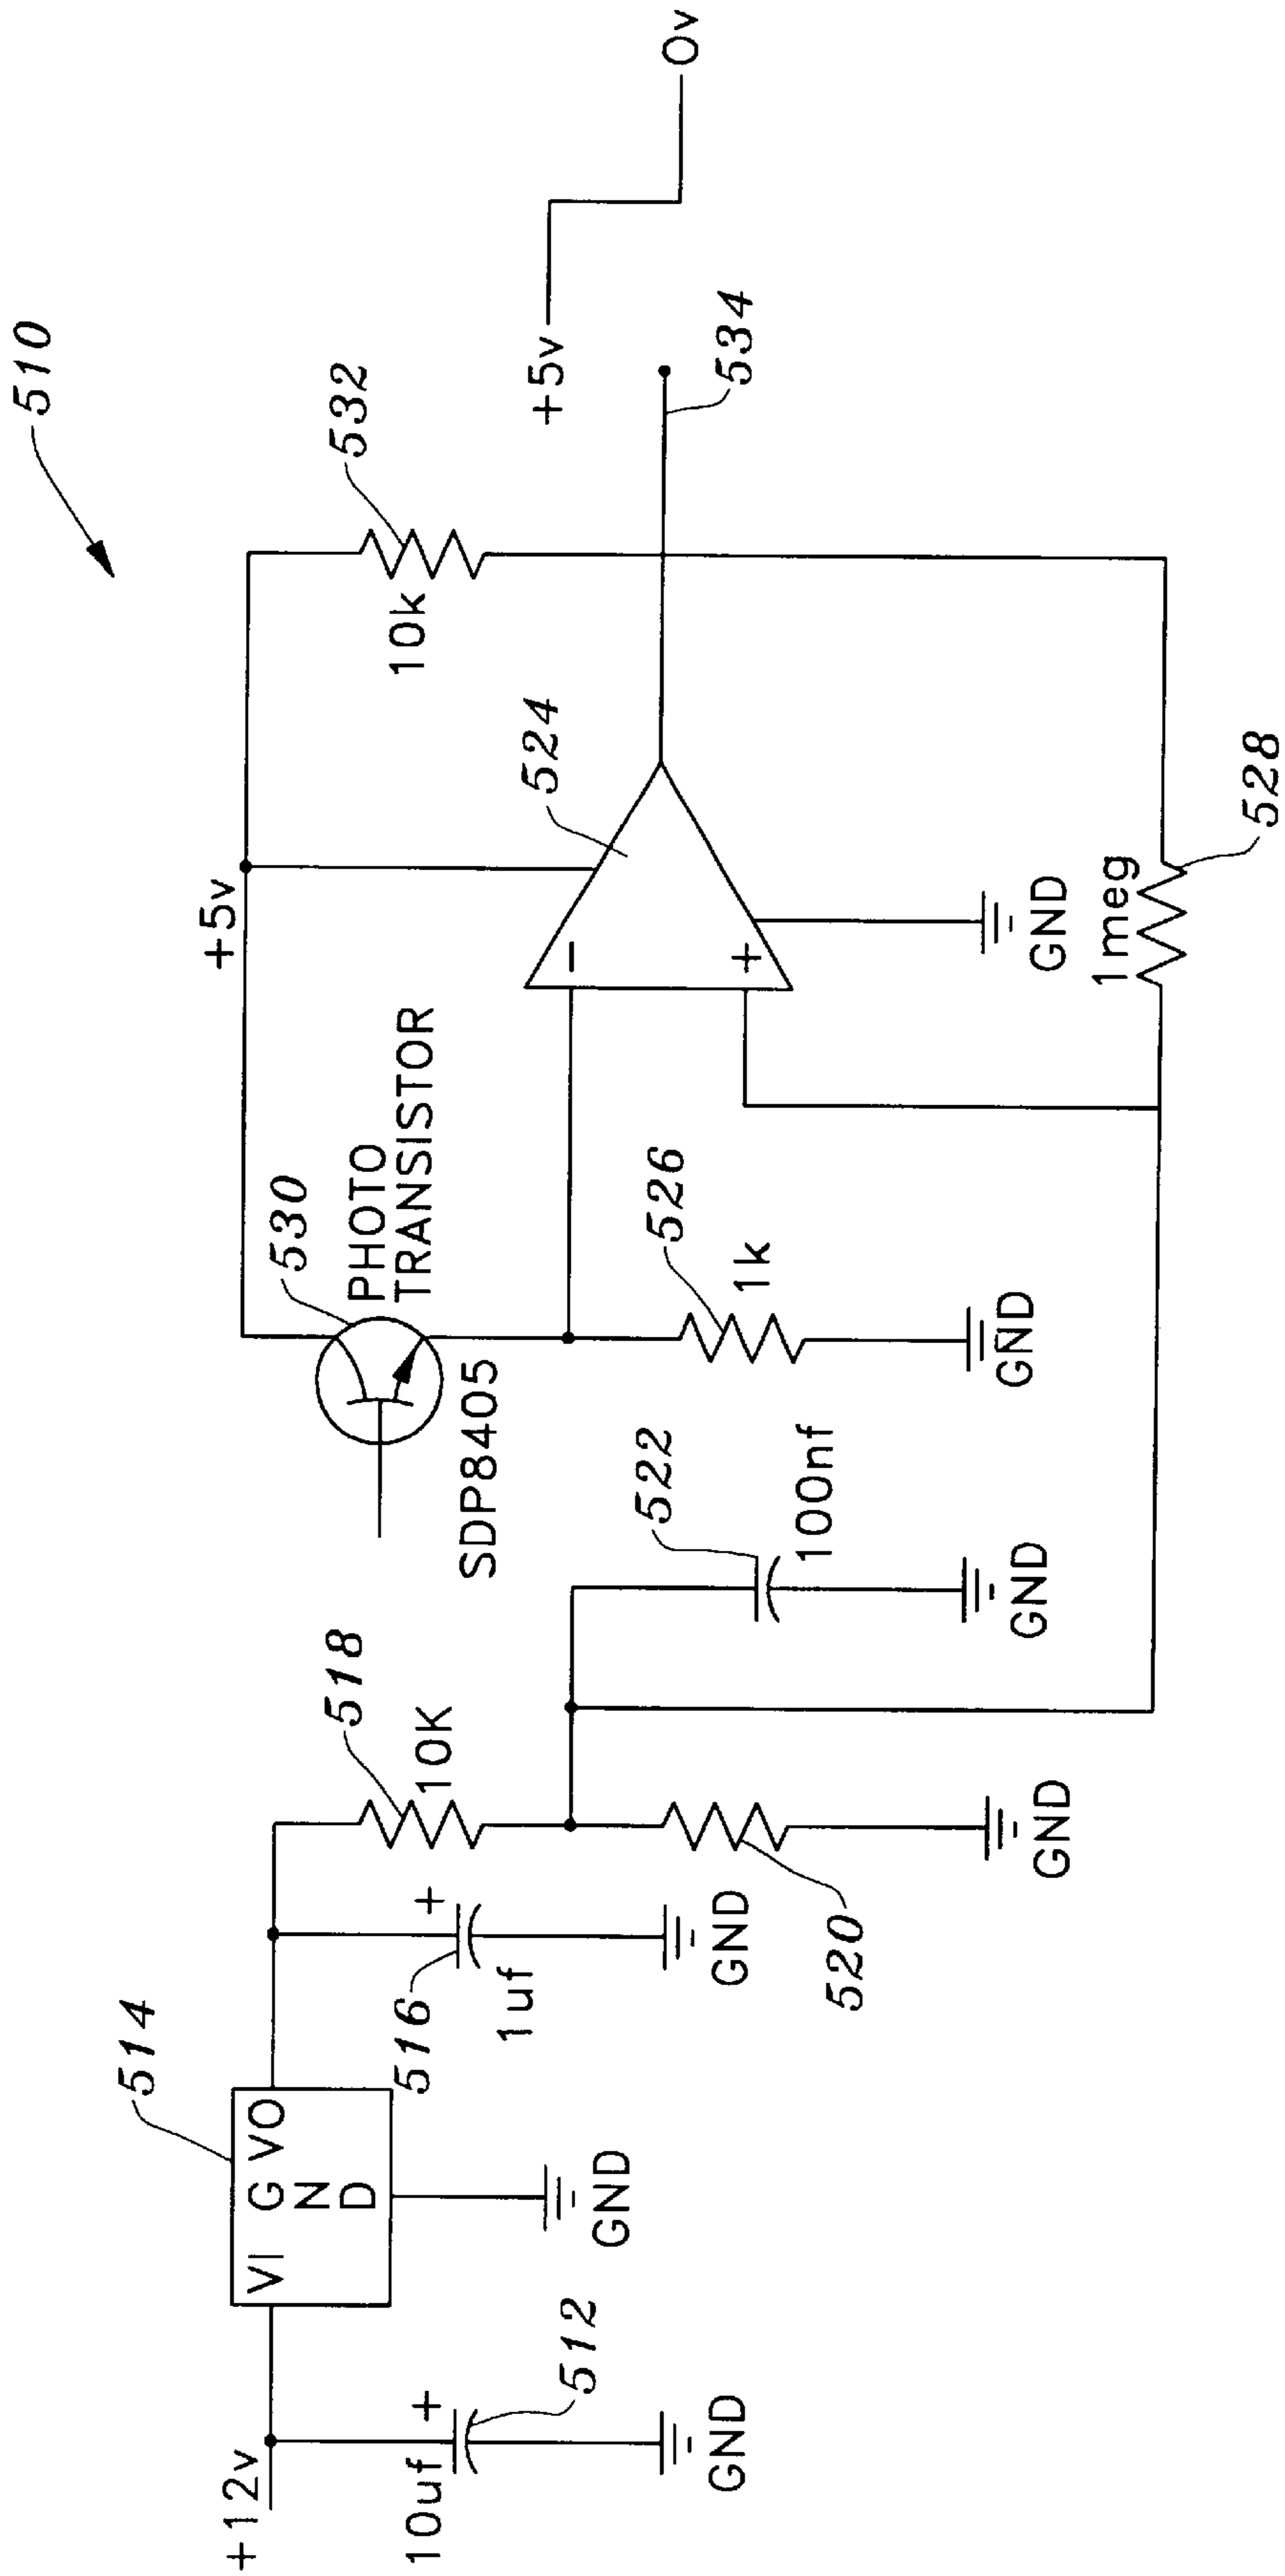 510
+12v
10uf
+
512
514
VI
G
N
D
VO
GND
GND
516
+
1uf
GND
518
10K
520
GND
522
100nf
GND
SDP8405
530
PHOTO
TRANSISTOR
526
1k
GND
+5v
524
−
+
GND
1meg
528
532
10k
534
+5v
0v